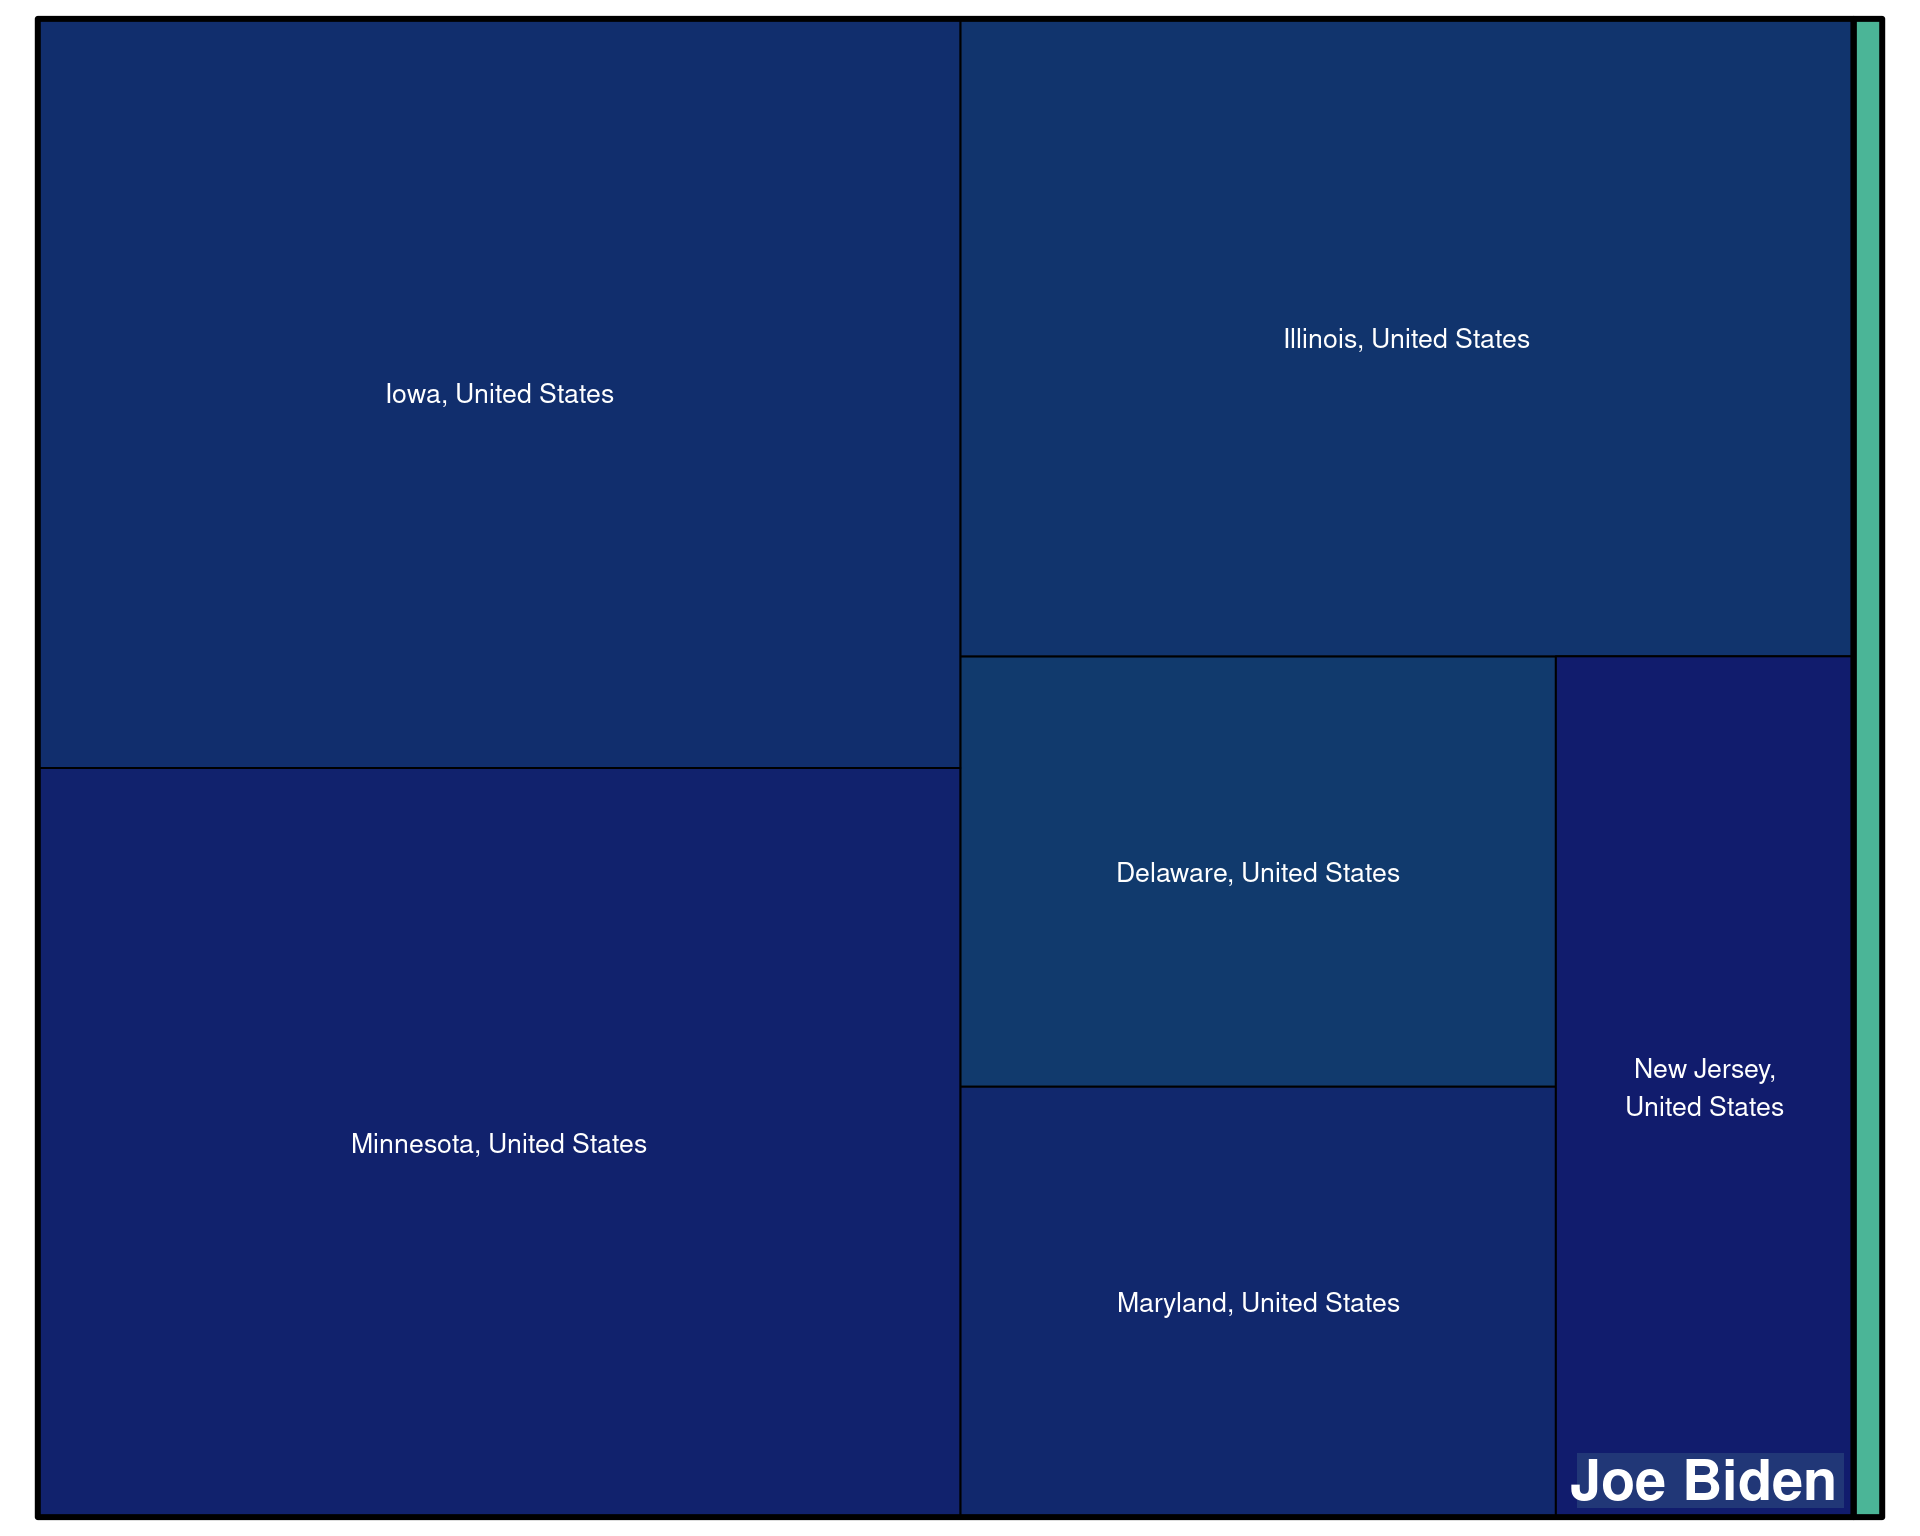 Iowa, United States
Illinois, United States
Delaware, United States
New Jersey,
United States
Minnesota, United States
Maryland, United States
Joe Biden